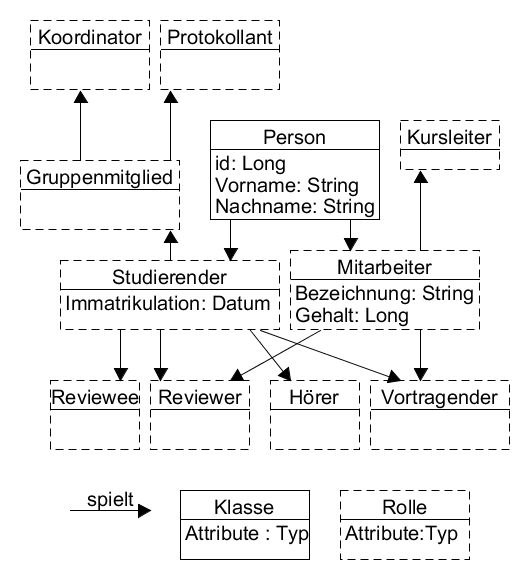 Koordinator
Protokollant
Person
id: Long
Vorname: String
Nachname: String
Kursleiter
Gruppenmitglied
Studierender
Immatrikulation: Datum
Mitarbeiter
Bezeichnung: String
Gehalt: Long
Reviewee
Reviewer
Hörer
Vortragender
spielt
Klasse
Attribute : Typ
Rolle
Attribute:Typ